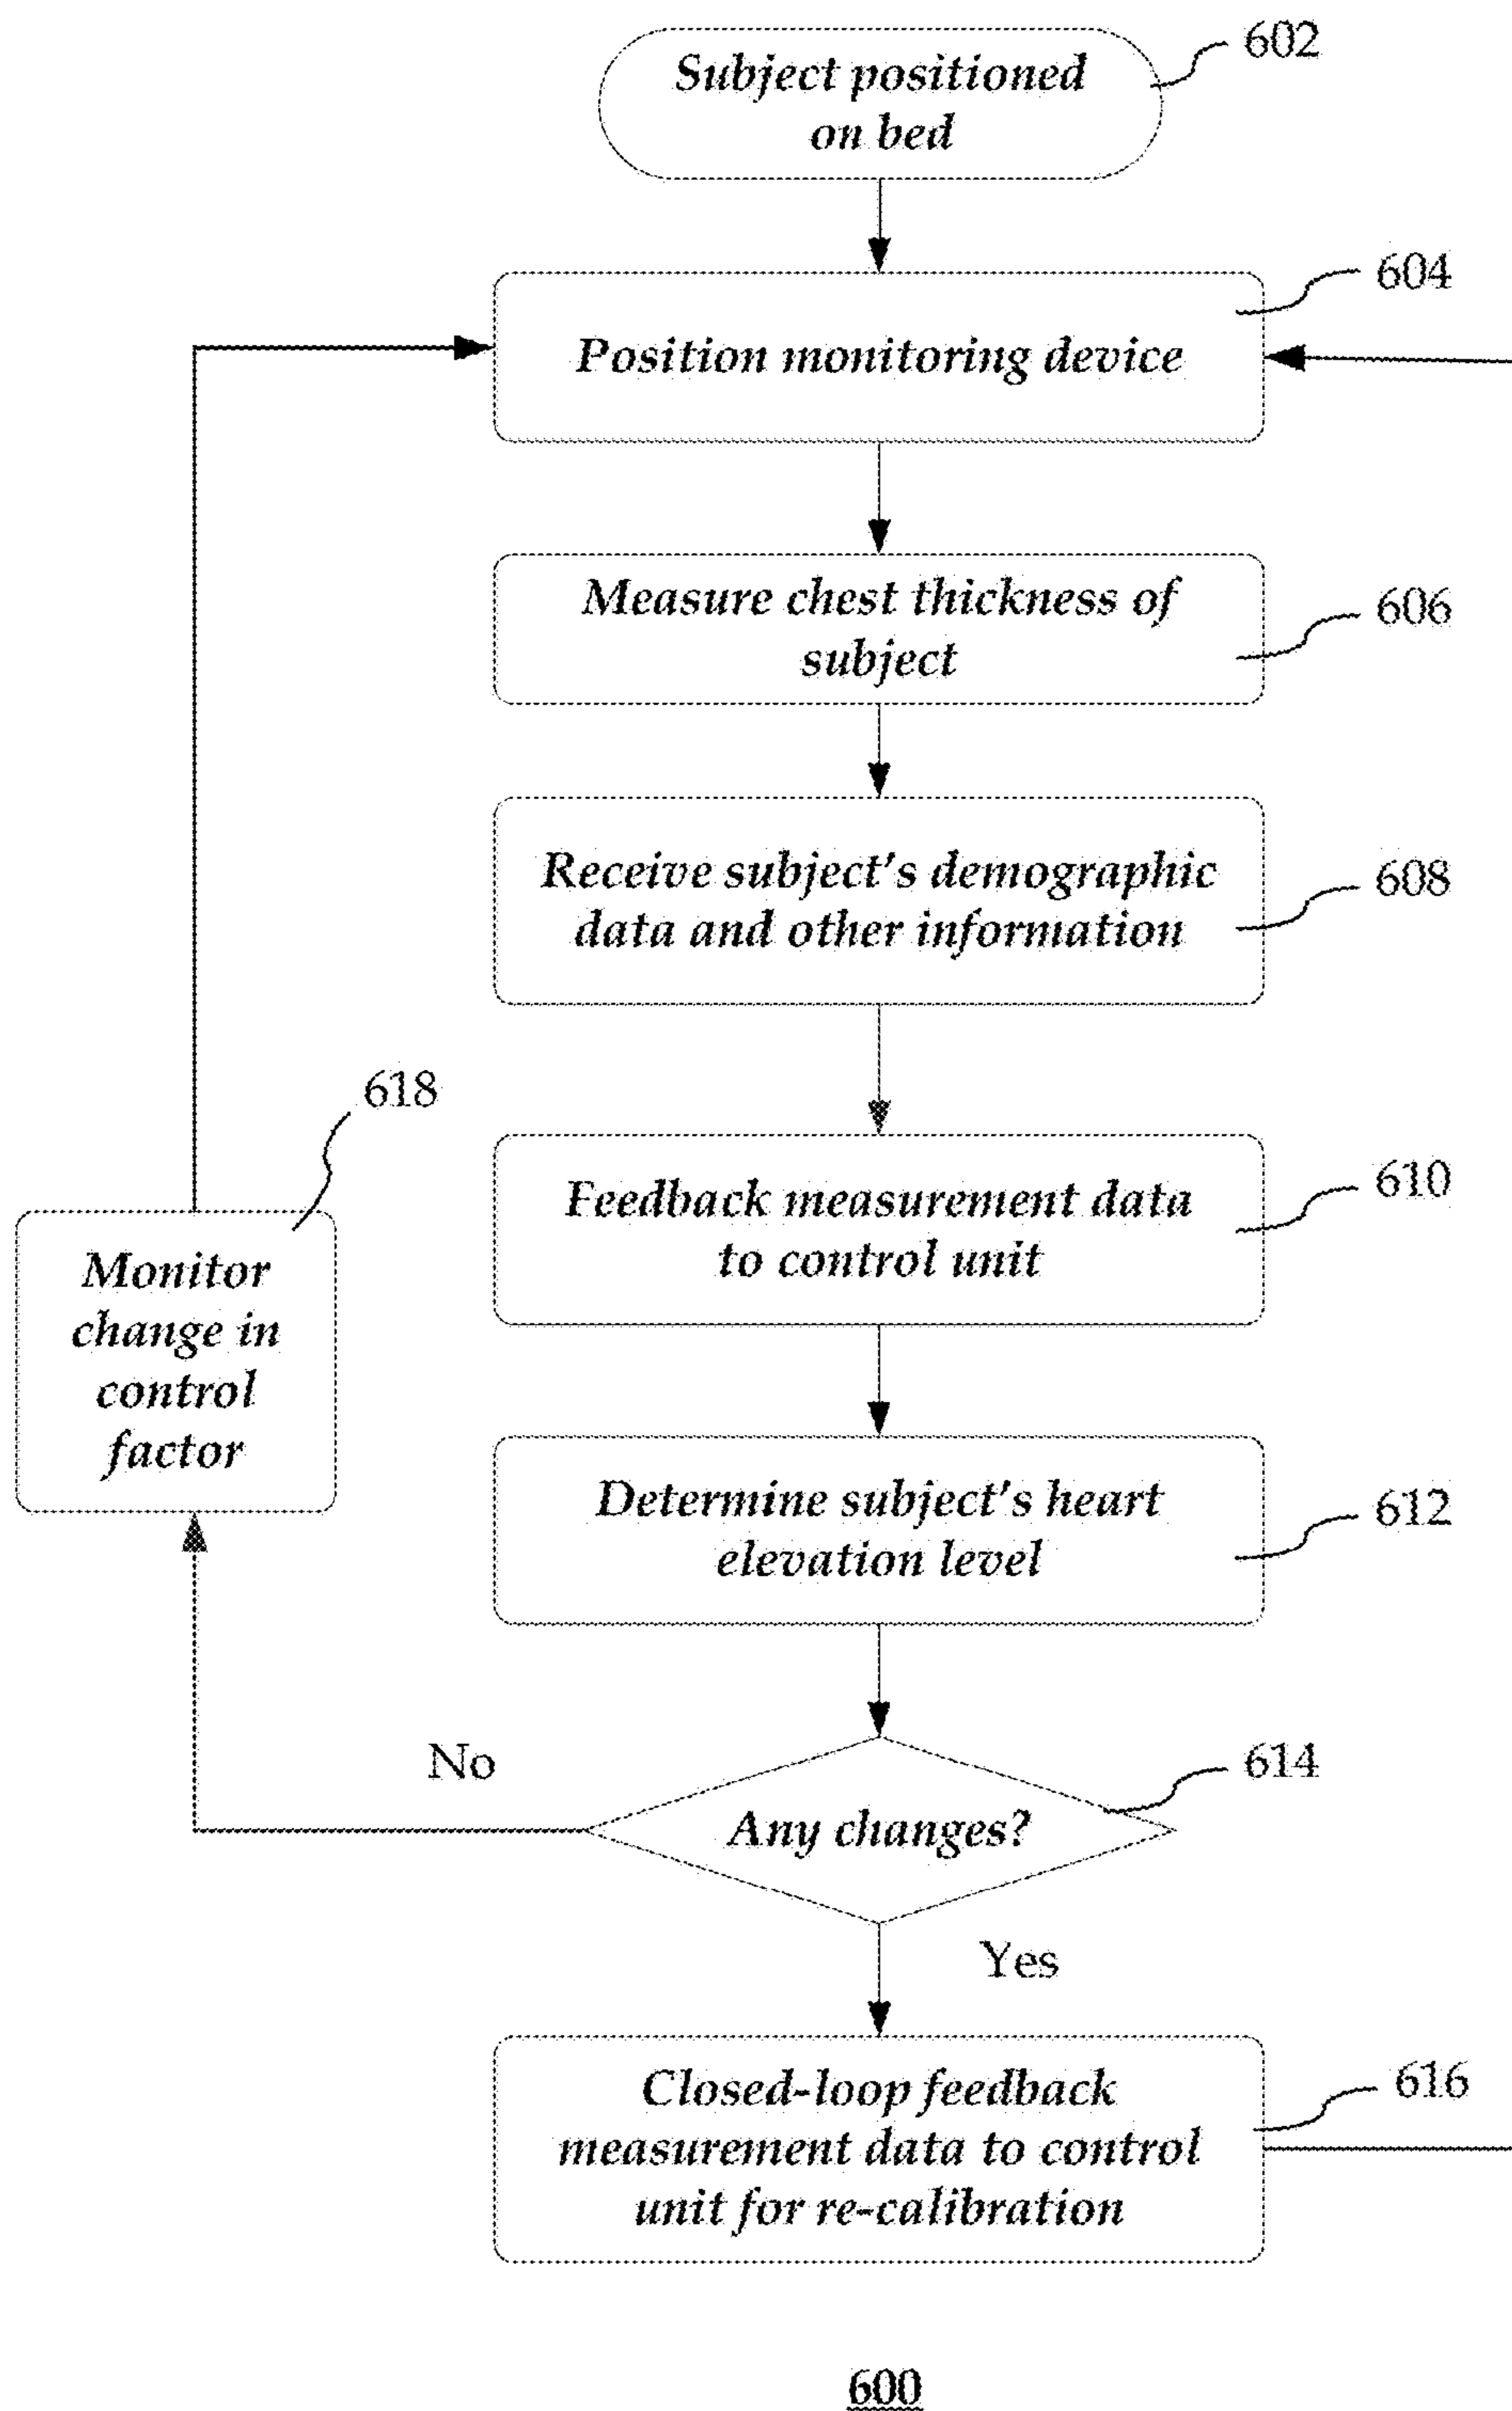 Subject positioned
on bed
602
Position monitoring device
604
Measure chest thickness of
subject
606
Receive subject's demographic
data and other information
608
618
Feedback measurement data
to control unit
610
Monitor
change in
control
factor
Determine subject's heart
elevation level
612
No
Any changes?
614
Yes
Closed-loop feedback
measurement data to control
unit for re-calibration
616
600